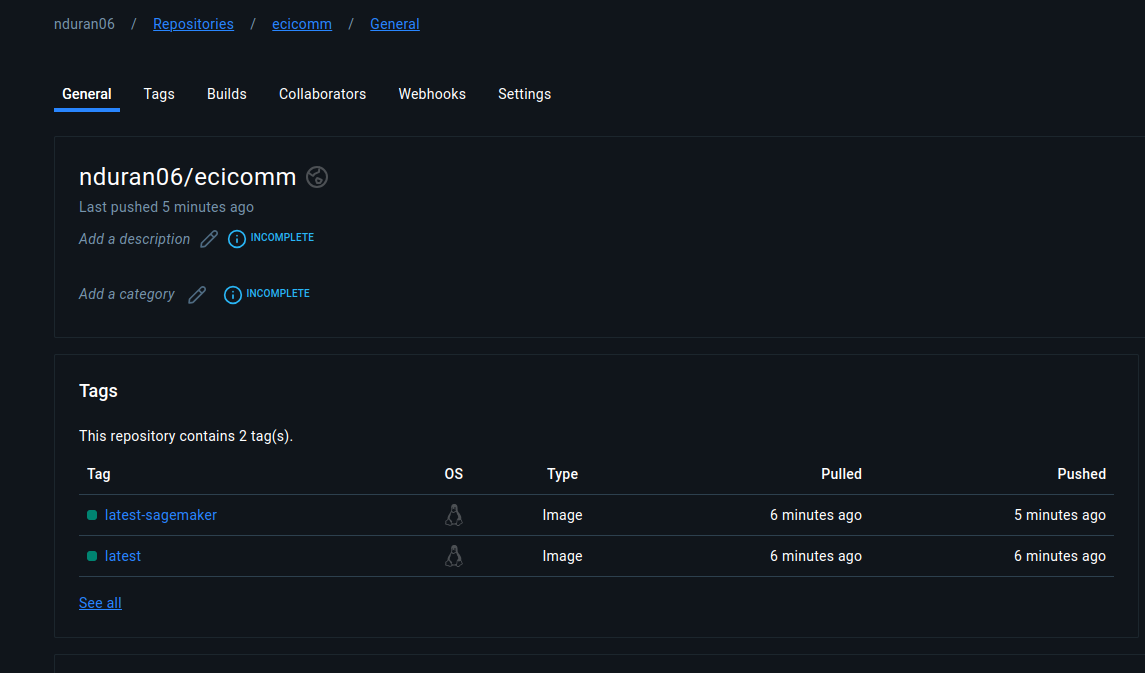 nduran06 / Repositories / ecicomm / General
General Tags Builds Collaborators Webhooks Settings
nduran06/ecicomm
Last pushed 5 minutes ago
Add a description INCOMPLETE
Add a category INCOMPLETE
Tags
This repository contains 2 tag(s).
Tag OS Type Pulled Pushed
latest-sagemaker Image 6 minutes ago 5 minutes ago
latest Image 6 minutes ago 6 minutes ago
See all